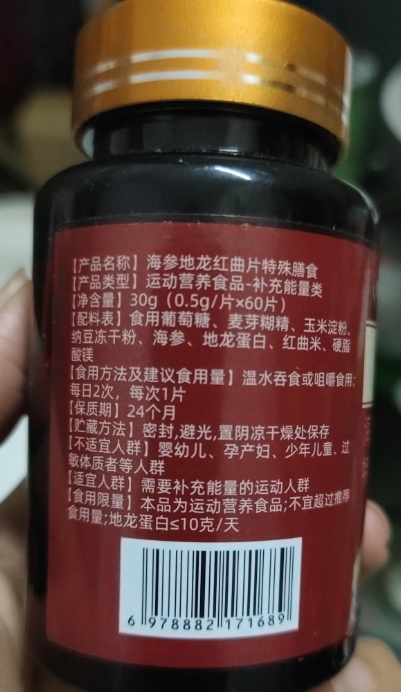 【产品名称】海参地龙红曲片特殊膳食
【产品类型】运动营养食品-补充能量类
【净含量】30g（0.5g/片×60片）
【配料表】食用葡萄糖、麦芽糊精、玉米淀粉、
纳豆冻干粉、海参、地龙蛋白、红曲米、硬脂
酸镁
【食用方法及建议食用量】温水吞食或咀嚼食用;
每日2次，每次1片
【保质期】24个月
【贮藏方法】密封,避光,置阴凉干燥处保存
【不适宜人群】婴幼儿、孕产妇、少年儿童、过
敏体质者等人群
【适宜人群】需要补充能量的运动人群
【食用限量】本品为运动营养食品;不宜超过推荐
食用量;地龙蛋白≤10克/天
6 978882 171689